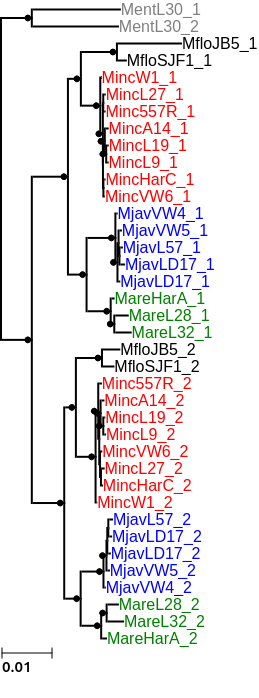 MentL30_1
MentL30_2
MfloJB5_1
MfloSJF1_1
MincW1_1
MincL27_1
Minc557R_1
MincA14_1
MincL19_1
MincL9_1
MincHarC_1
MincVW6_1
MjavVW4_1
MjavVW5_1
MjavL57_1
MjavLD17_1
MjavLD17_1
MareHarA_1
MareL28_1
MareL32_1
MfloJB5_2
MfloSJF1_2
Minc557R_2
MincA14_2
MincL19_2
MincL9_2
MincVW6_2
MincL27_2
MincHarC_2
MincW1_2
MjavL57_2
MjavLD17_2
MjavLD17_2
MjavVW5_2
MjavVW4_2
MareL28_2
MareL32_2
MareHarA_2
0.01